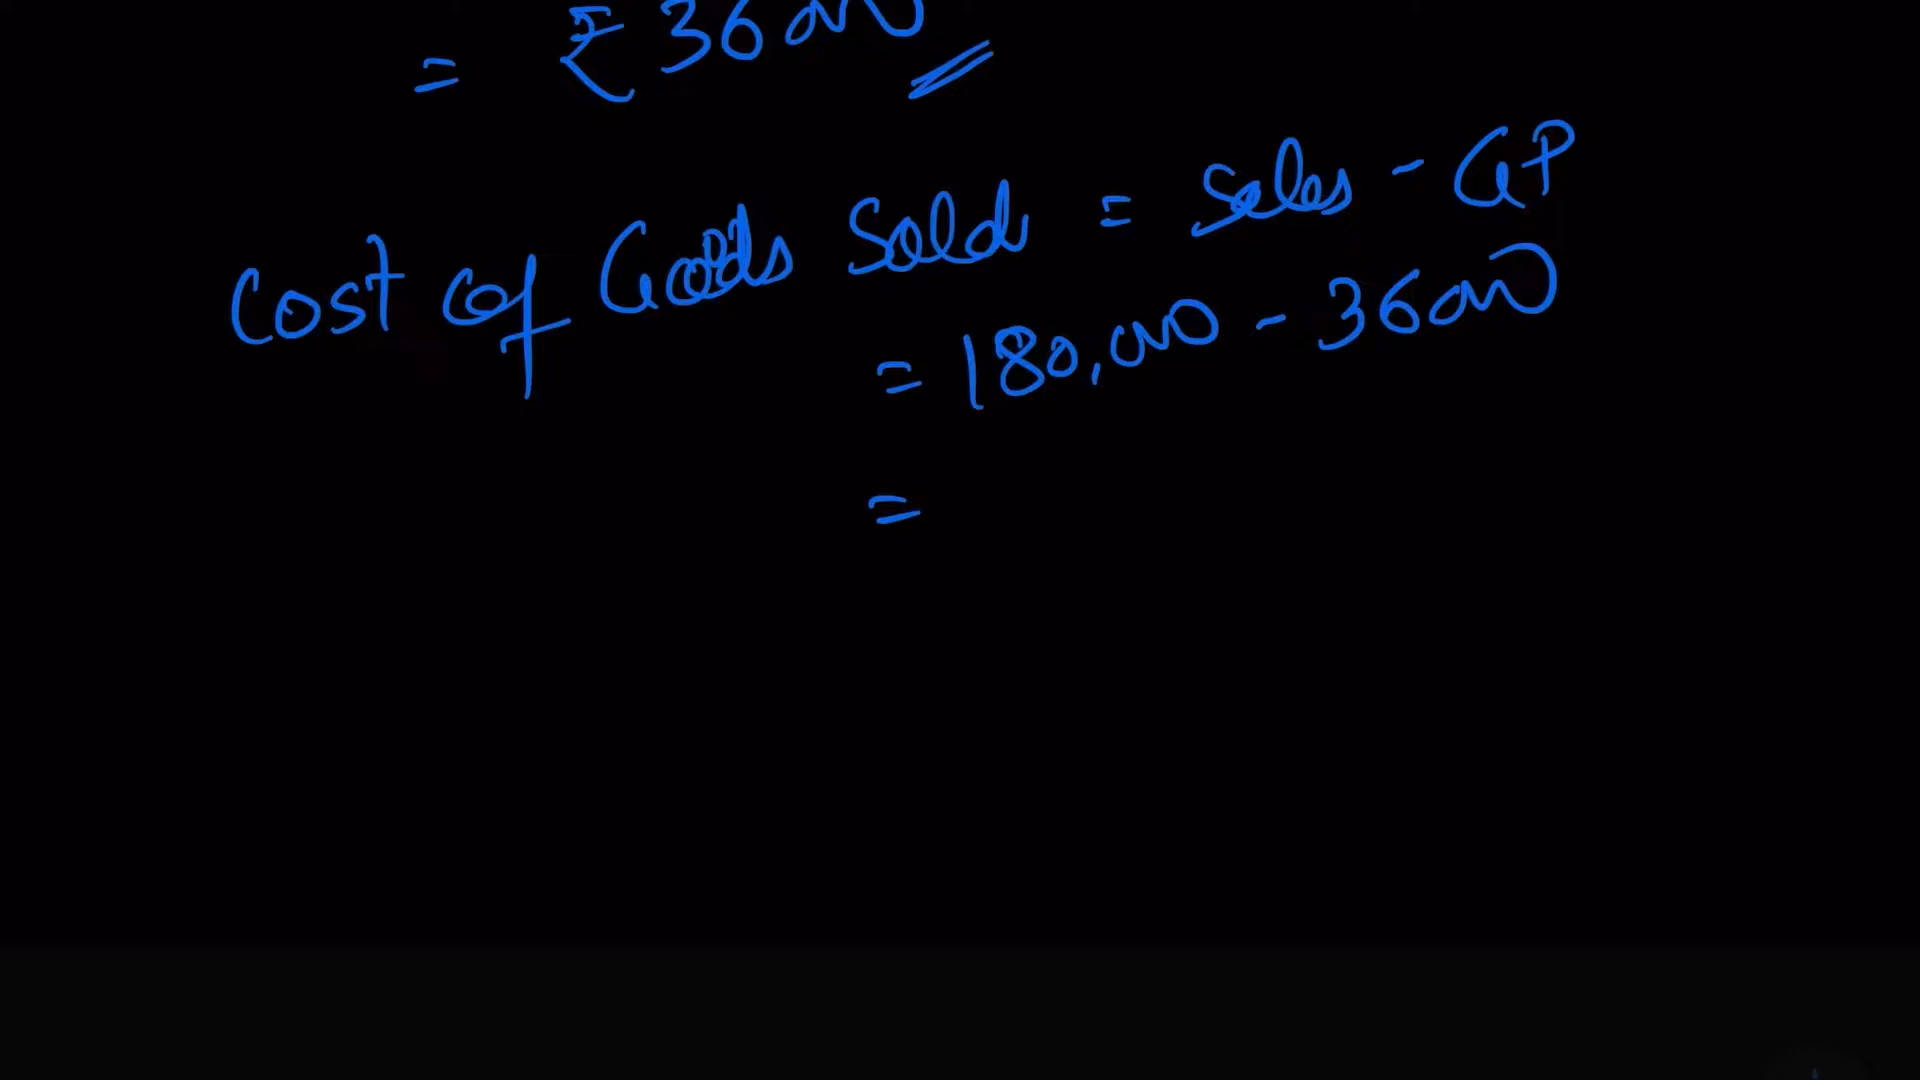 = ₹36000
Cost of Goods Sold = Sales - GP
= 180,000 - 36000
=